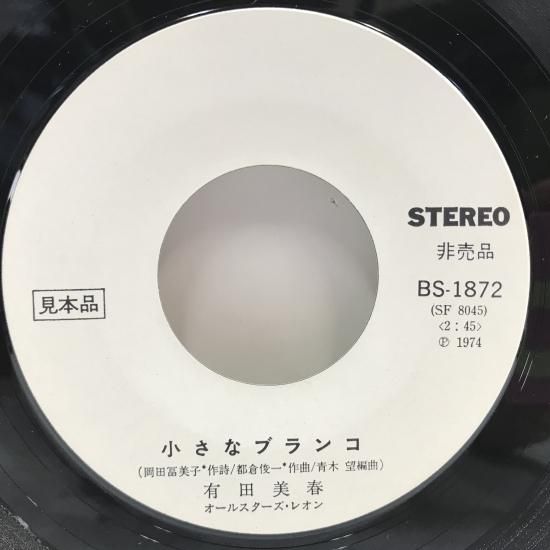 STEREO
非売品
BS-1872
(SF 8045)
<2:45>
Ⓟ 1974
見本品
小さなブランコ
(岡田冨美子*作詩/都倉俊一*作曲/青木 望編曲)
有田美春
オールスターズ・レオン